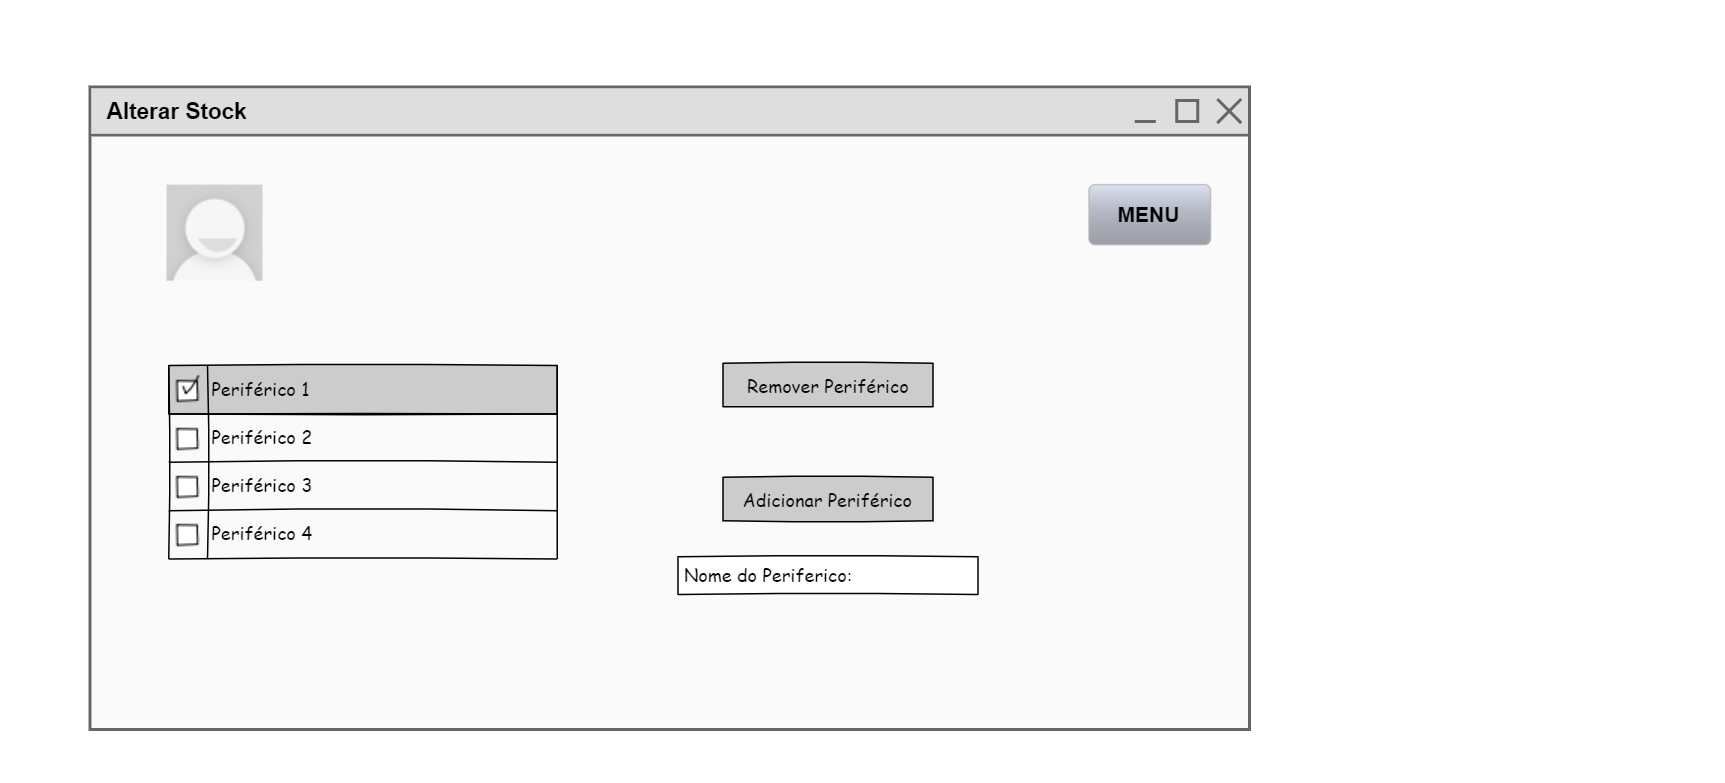 Alterar Stock
MENU
Periférico 1
Periférico 2
Periférico 3
Periférico 4
Remover Periférico
Adicionar Periférico
Nome do Periferico: